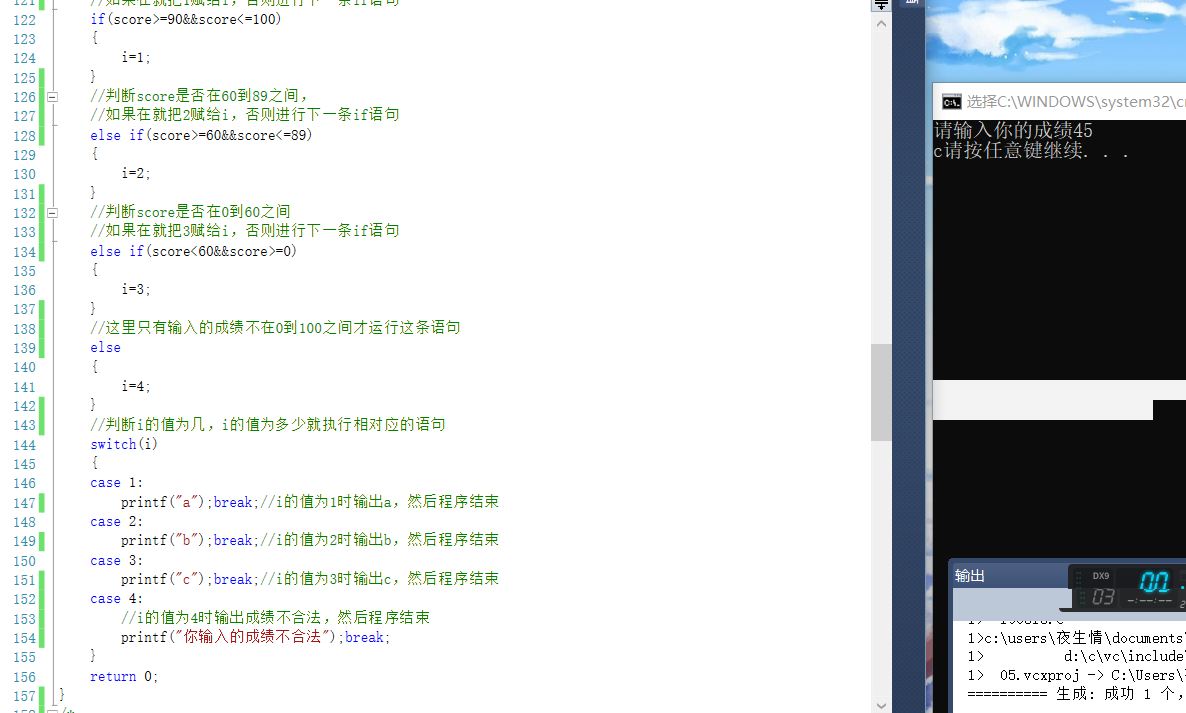 121 //如果在就把1赋给i，否则进行下一条if语句
122 if(score>=90&&score<=100)
123 {
124 i=1;
125 }
126 //判断score是否在60到89之间，
127 //如果在就把2赋给i，否则进行下一条if语句
128 else if(score>=60&&score<=89)
129 {
130 i=2;
131 }
132 //判断score是否在0到60之间
133 //如果在就把3赋给i，否则进行下一条if语句
134 else if(score<60&&score>=0)
135 {
136 i=3;
137 }
138 //这里只有输入的成绩不在0到100之间才运行这条语句
139 else
140 {
141 i=4;
142 }
143 //判断i的值为几，i的值为多少就执行相对应的语句
144 switch(i)
145 {
146 case 1:
147 printf("a");break;//i的值为1时输出a，然后程序结束
148 case 2:
149 printf("b");break;//i的值为2时输出b，然后程序结束
150 case 3:
151 printf("c");break;//i的值为3时输出c，然后程序结束
152 case 4:
153 //i的值为4时输出成绩不合法，然后程序结束
154 printf("你输入的成绩不合法");break;
155 }
156 return 0;
157 }
选择C:\WINDOWS\system32\c
请输入你的成绩45
c请按任意键继续. . .
输出
DX9
00
03
1>c:\users\夜生情\documents\
1> d:\c\vc\include\
1> 05.vcxproj -> C:\Users\
========== 生成: 成功 1 个，